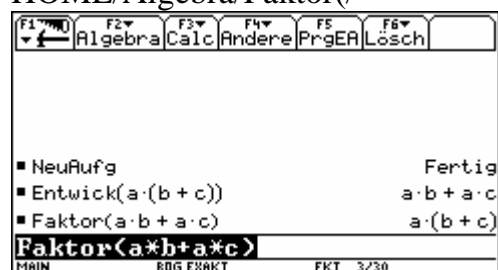 HOME/Algebra/Faktor(/
F1 F2 F3 F4 F5 F6
Algebra Calc Andere PrgEA Lösch
NeuAufg Fertig
Entwick(a·(b + c)) a·b + a·c
Faktor(a·b + a·c) a·(b + c)
Faktor(a*b+a*c)
MAIN BOG EXAKT FKT 3/30